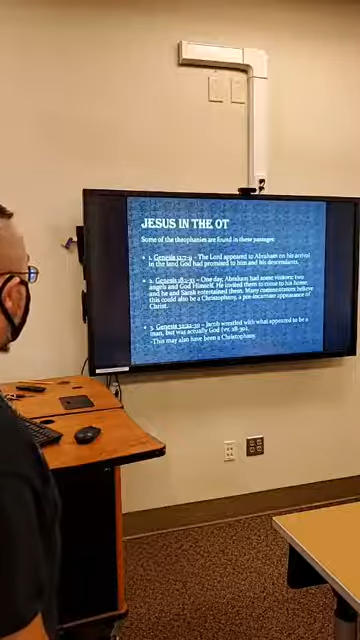 JESUS IN THE OT
Some of the theophanies are found in these passages:
1. Genesis 12:7-9 - The Lord appeared to Abraham on his arrival
in the land God had promised to him and his descendants.
2. Genesis 18:1-33 - One day, Abraham had some visitors: two
angels and God Himself. He invited them to come to his home,
and he and Sarah entertained them. Many commentators believe
this could also be a Christophany, a pre-incarnate appearance of
Christ.
3. Genesis 32:22-30 - Jacob wrestled with what appeared to be a
man, but was actually God (vv. 28-30).
- This may also have been a Christophany.